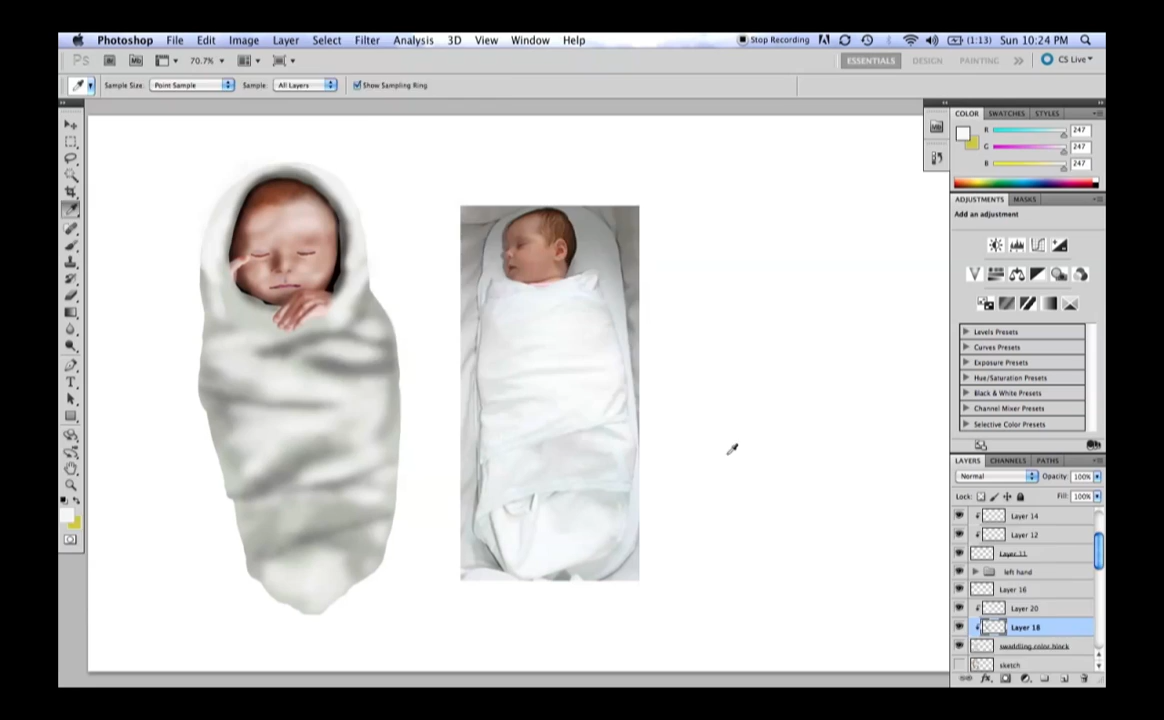 Photoshop File Edit Image Layer Select Filter Analysis 3D View Window Help Stop Recording (1:13) Sun 10:24 PM
Ps Br Mb 70.7% ESSENTIALS DESIGN PAINTING CS Live
Sample Size: Point Sample Sample: All Layers Show Sampling Ring
COLOR SWATCHES STYLES
R 247
G 247
B 247
ADJUSTMENTS MASKS
Add an adjustment
Levels Presets
Curves Presets
Exposure Presets
Hue/Saturation Presets
Black & White Presets
Channel Mixer Presets
Selective Color Presets
LAYERS CHANNELS PATHS
Normal Opacity: 100%
Lock: Fill: 100%
Layer 14
Layer 12
Layer 11
left hand
Layer 16
Layer 20
Layer 18
swaddling color block
sketch